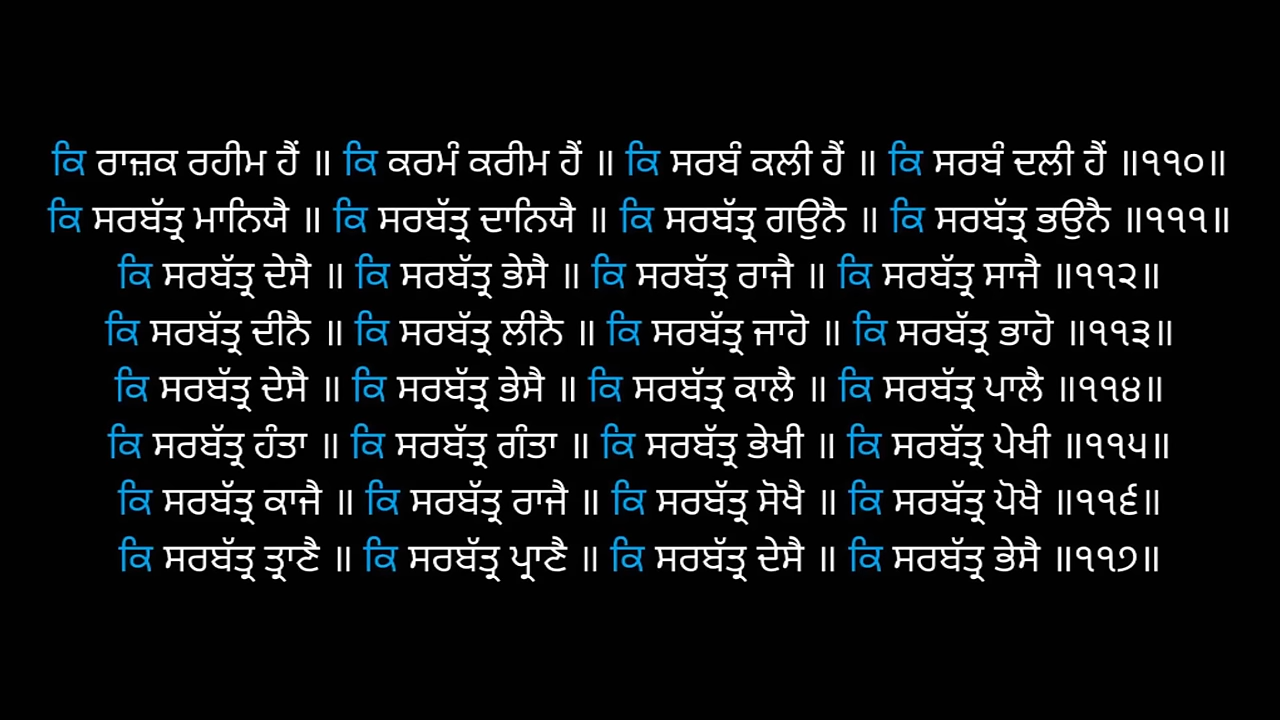 ਕਿ ਰਾਜ਼ਕ ਰਹੀਮ ਹੈਂ ॥ ਕਿ ਕਰਮੰ ਕਰੀਮ ਹੈਂ ॥ ਕਿ ਸਰਬੰ ਕਲੀ ਹੈਂ ॥ ਕਿ ਸਰਬੰ ਦਲੀ ਹੈਂ ॥੧੧੦॥
ਕਿ ਸਰਬੱਤ੍ਰ ਮਾਨਿਯੈ ॥ ਕਿ ਸਰਬੱਤ੍ਰ ਦਾਨਿਯੈ ॥ ਕਿ ਸਰਬੱਤ੍ਰ ਗਉਨੈ ॥ ਕਿ ਸਰਬੱਤ੍ਰ ਭਉਨੈ ॥੧੧੧॥
ਕਿ ਸਰਬੱਤ੍ਰ ਦੇਸੈ ॥ ਕਿ ਸਰਬੱਤ੍ਰ ਭੇਸੈ ॥ ਕਿ ਸਰਬੱਤ੍ਰ ਰਾਜੈ ॥ ਕਿ ਸਰਬੱਤ੍ਰ ਸਾਜੈ ॥੧੧੨॥
ਕਿ ਸਰਬੱਤ੍ਰ ਦੀਨੈ ॥ ਕਿ ਸਰਬੱਤ੍ਰ ਲੀਨੈ ॥ ਕਿ ਸਰਬੱਤ੍ਰ ਜਾਹੋ ॥ ਕਿ ਸਰਬੱਤ੍ਰ ਭਾਹੋ ॥੧੧੩॥
ਕਿ ਸਰਬੱਤ੍ਰ ਦੇਸੈ ॥ ਕਿ ਸਰਬੱਤ੍ਰ ਭੇਸੈ ॥ ਕਿ ਸਰਬੱਤ੍ਰ ਕਾਲੈ ॥ ਕਿ ਸਰਬੱਤ੍ਰ ਪਾਲੈ ॥੧੧੪॥
ਕਿ ਸਰਬੱਤ੍ਰ ਹੰਤਾ ॥ ਕਿ ਸਰਬੱਤ੍ਰ ਗੰਤਾ ॥ ਕਿ ਸਰਬੱਤ੍ਰ ਭੇਖੀ ॥ ਕਿ ਸਰਬੱਤ੍ਰ ਪੇਖੀ ॥੧੧੫॥
ਕਿ ਸਰਬੱਤ੍ਰ ਕਾਜੈ ॥ ਕਿ ਸਰਬੱਤ੍ਰ ਰਾਜੈ ॥ ਕਿ ਸਰਬੱਤ੍ਰ ਸੋਖੈ ॥ ਕਿ ਸਰਬੱਤ੍ਰ ਪੋਖੈ ॥੧੧੬॥
ਕਿ ਸਰਬੱਤ੍ਰ ਤ੍ਰਾਣੈ ॥ ਕਿ ਸਰਬੱਤ੍ਰ ਪ੍ਰਾਣੈ ॥ ਕਿ ਸਰਬੱਤ੍ਰ ਦੇਸੈ ॥ ਕਿ ਸਰਬੱਤ੍ਰ ਭੇਸੈ ॥੧੧੭॥